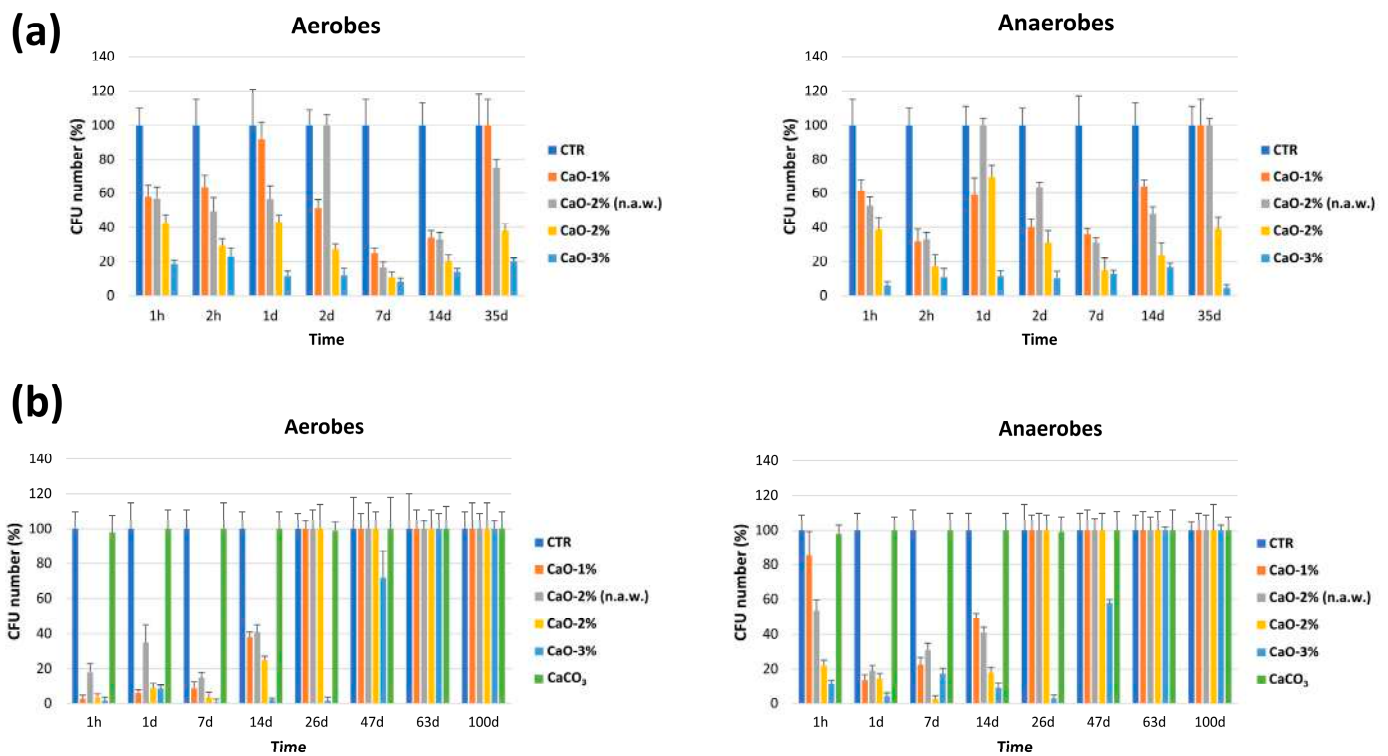 (a)
Aerobes
140
120
100
80
60
40
20
0
CFU number (%)
1h 2h 1d 2d 7d 14d 35d
Time
CTR
CaO-1%
CaO-2% (n.a.w.)
CaO-2%
CaO-3%
Anaerobes
140
120
100
80
60
40
20
0
CFU number (%)
1h 2h 1d 2d 7d 14d 35d
Time
CTR
CaO-1%
CaO-2% (n.a.w.)
CaO-2%
CaO-3%
(b)
Aerobes
140
120
100
80
60
40
20
0
CFU number (%)
1h 1d 7d 14d 26d 47d 63d 100d
Time
CTR
CaO-1%
CaO-2% (n.a.w.)
CaO-2%
CaO-3%
CaCO₃
Anaerobes
140
120
100
80
60
40
20
0
CFU number (%)
1h 1d 7d 14d 26d 47d 63d 100d
Time
CTR
CaO-1%
CaO-2% (n.a.w.)
CaO-2%
CaO-3%
CaCO₃